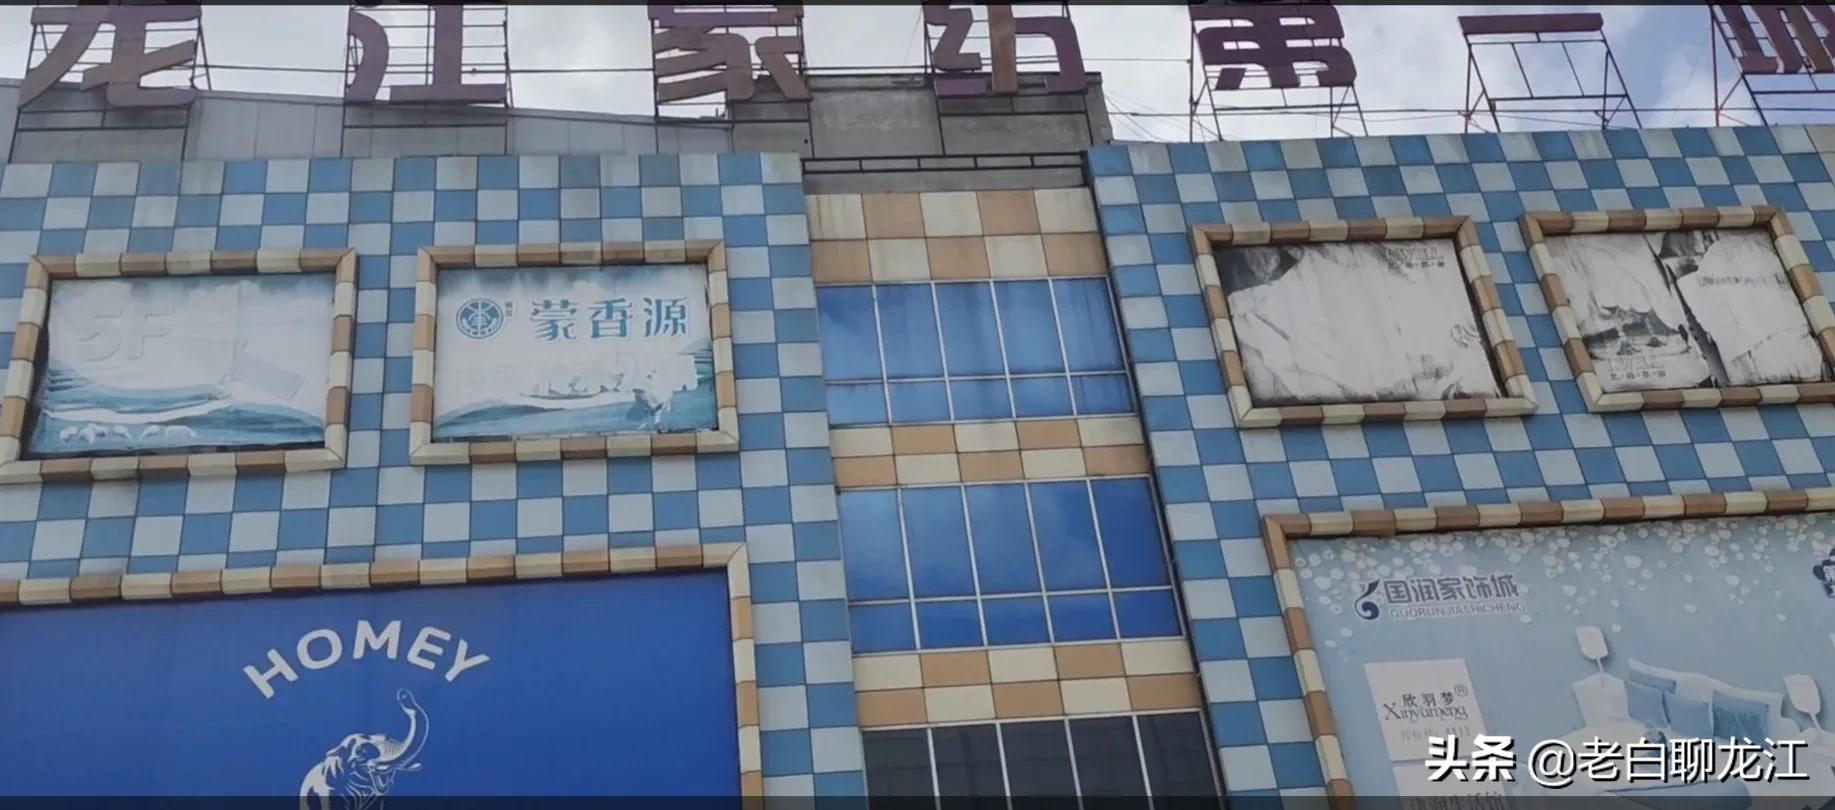 龙江家纺第一城
5F
蒙香源
HOMEY
国润家饰城
GUORUNJIASHICHENG
欣羽梦®
Xinyumeng
头条 @老白聊龙江